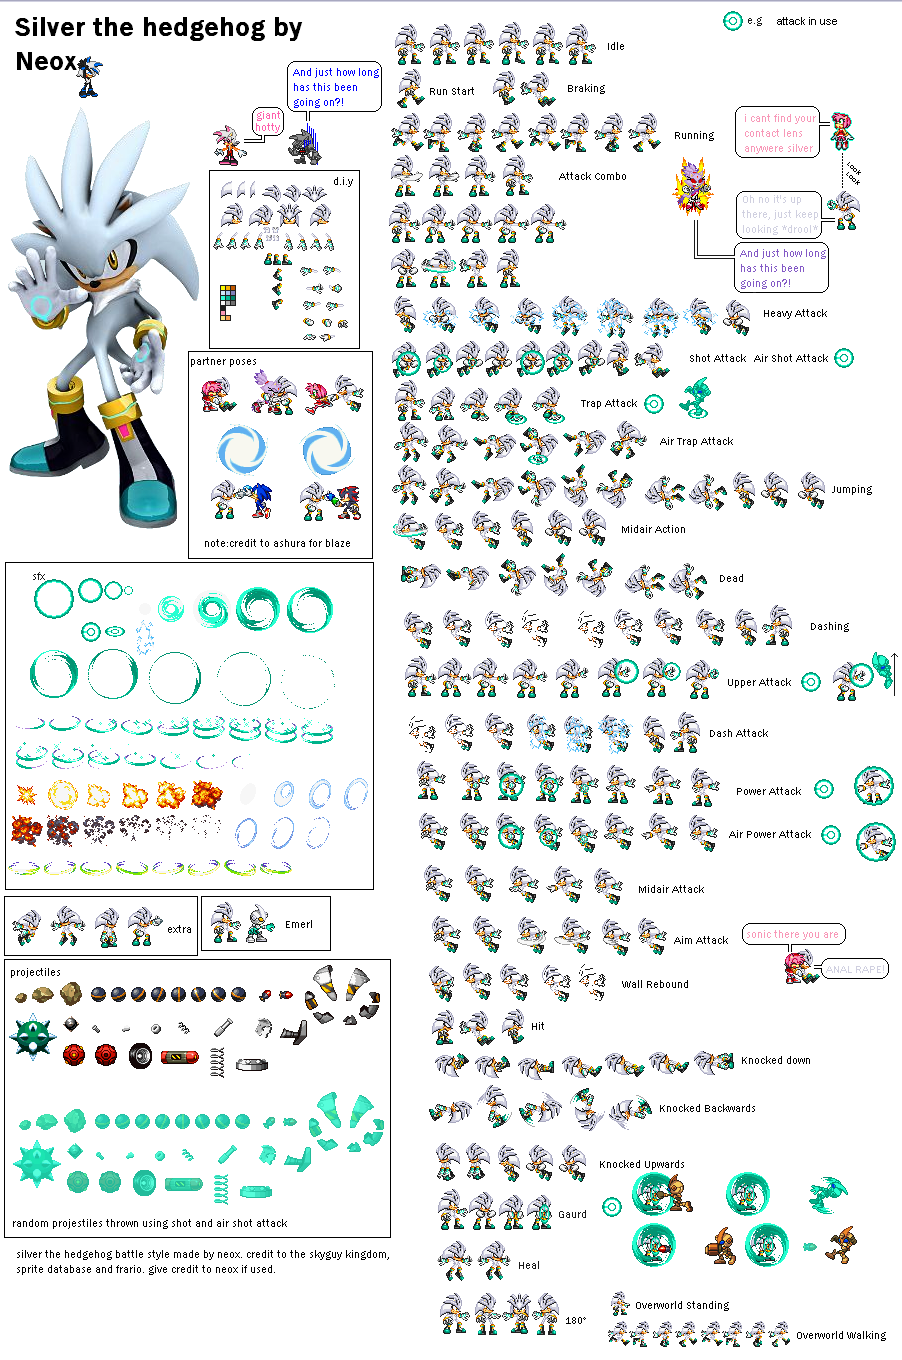 Silver the hedgehog by
Neox
e.g attack in use
Idle
And just how long
has this been
going on?!
giant
hotty
Run Start
Braking
Running
i cant find your
contact lens
anywere silver
Look
Look
Attack Combo
d.i.y
Oh no it's up
there, just keep
looking *drool*
And just how long
has this been
going on?!
Heavy Attack
partner poses
Shot Attack Air Shot Attack
Trap Attack
Air Trap Attack
Jumping
Midair Action
note:credit to ashura for blaze
Dead
sfx
Dashing
Upper Attack
Dash Attack
Power Attack
Air Power Attack
Midair Attack
extra
Emerl
Aim Attack
sonic there you are
ANAL RAPE!
projectiles
Wall Rebound
Hit
Knocked down
Knocked Backwards
Knocked Upwards
Gaurd
random projestiles thrown using shot and air shot attack
silver the hedgehog battle style made by neox. credit to the skyguy kingdom,
sprite database and frario. give credit to neox if used.
Heal
180°
Overworld Standing
Overworld Walking